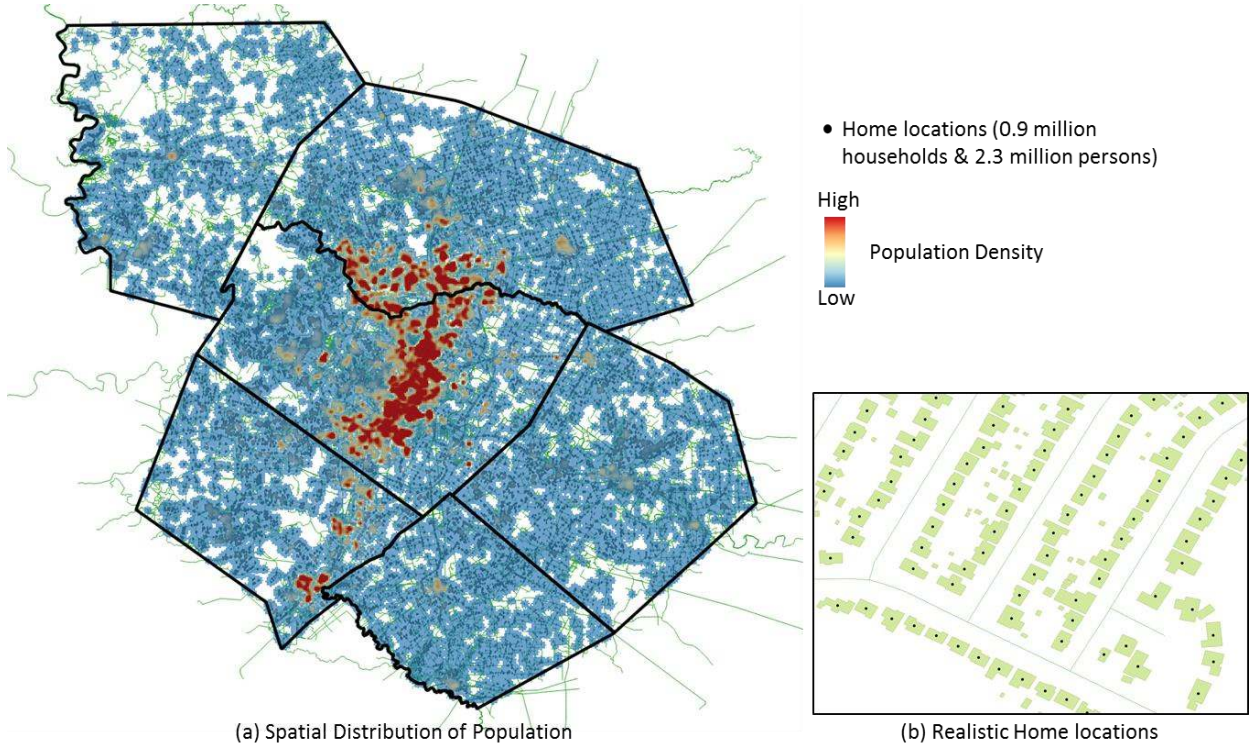 • Home locations (0.9 million
households & 2.3 million persons)
High
Population Density
Low
(a) Spatial Distribution of Population
(b) Realistic Home locations